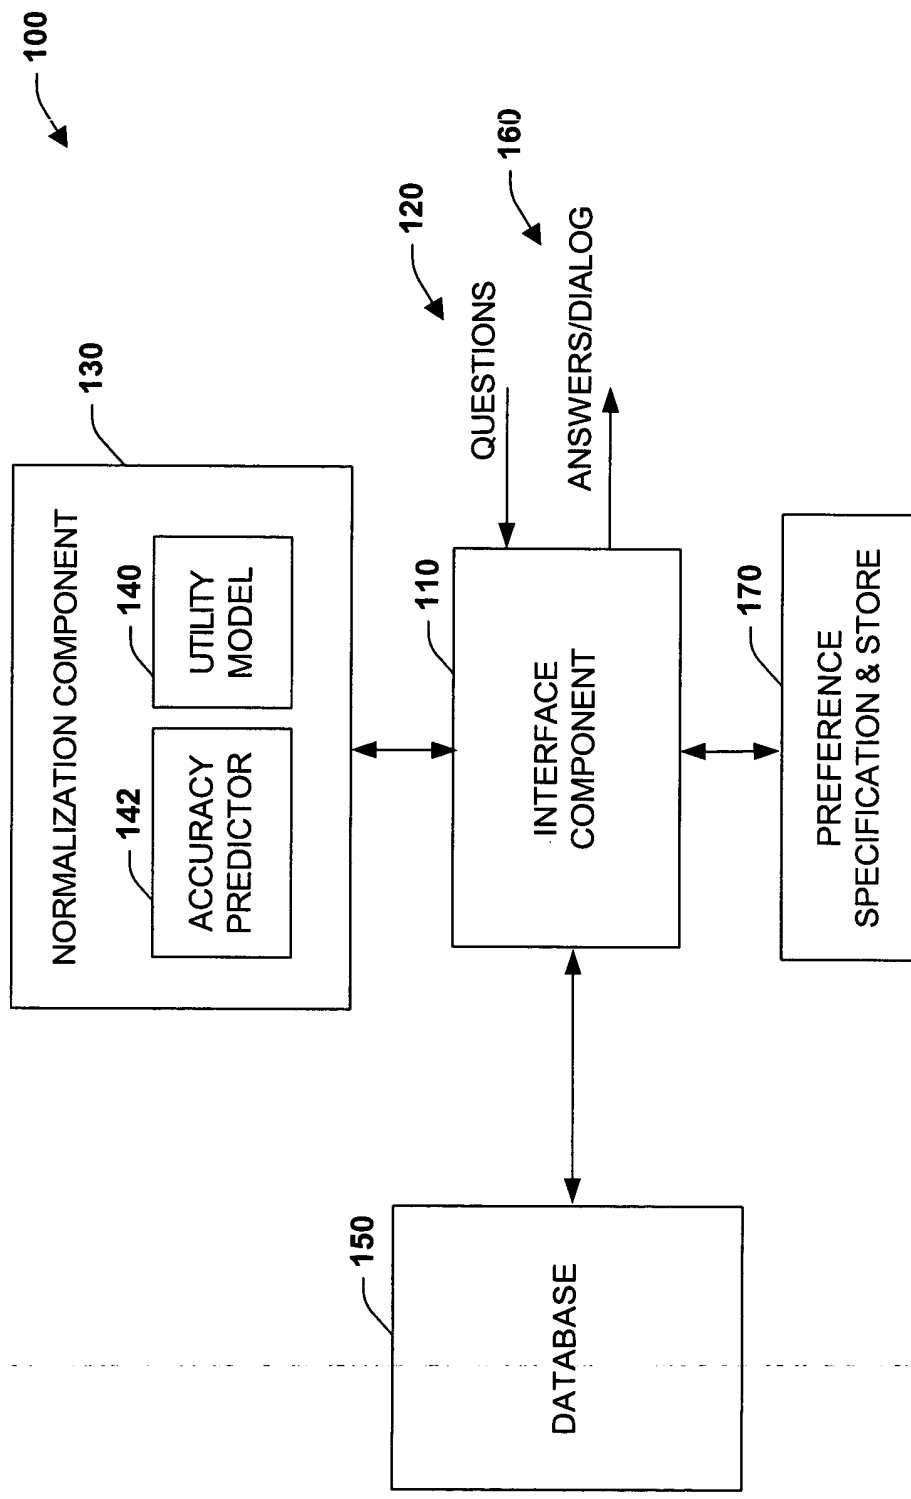 100
130
NORMALIZATION COMPONENT
142
ACCURACY
PREDICTOR
140
UTILITY
MODEL
120
QUESTIONS
160
ANSWERS/DIALOG
110
INTERFACE
COMPONENT
150
DATABASE
170
PREFERENCE
SPECIFICATION & STORE